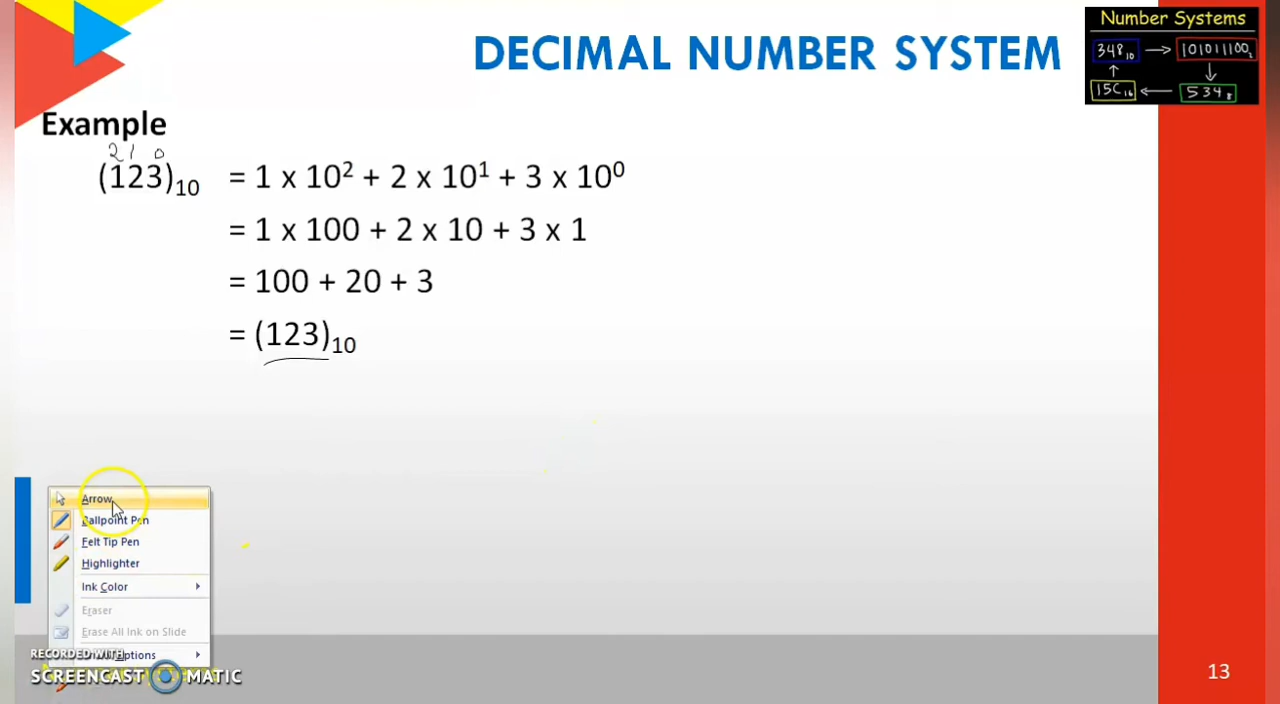 DECIMAL NUMBER SYSTEM
Number Systems
348₁₀ → 101011100₂
↑ ↓
15C₁₆ ← 534₈
Example
2 1 0
(123)₁₀ = 1 x 10² + 2 x 10¹ + 3 x 10⁰
= 1 x 100 + 2 x 10 + 3 x 1
= 100 + 20 + 3
= (123)₁₀
Arrow
Ballpoint Pen
Felt Tip Pen
Highlighter
Ink Color
Eraser
Erase All Ink on Slide
Options
RECORDED WITH
SCREENCAST MATIC
13